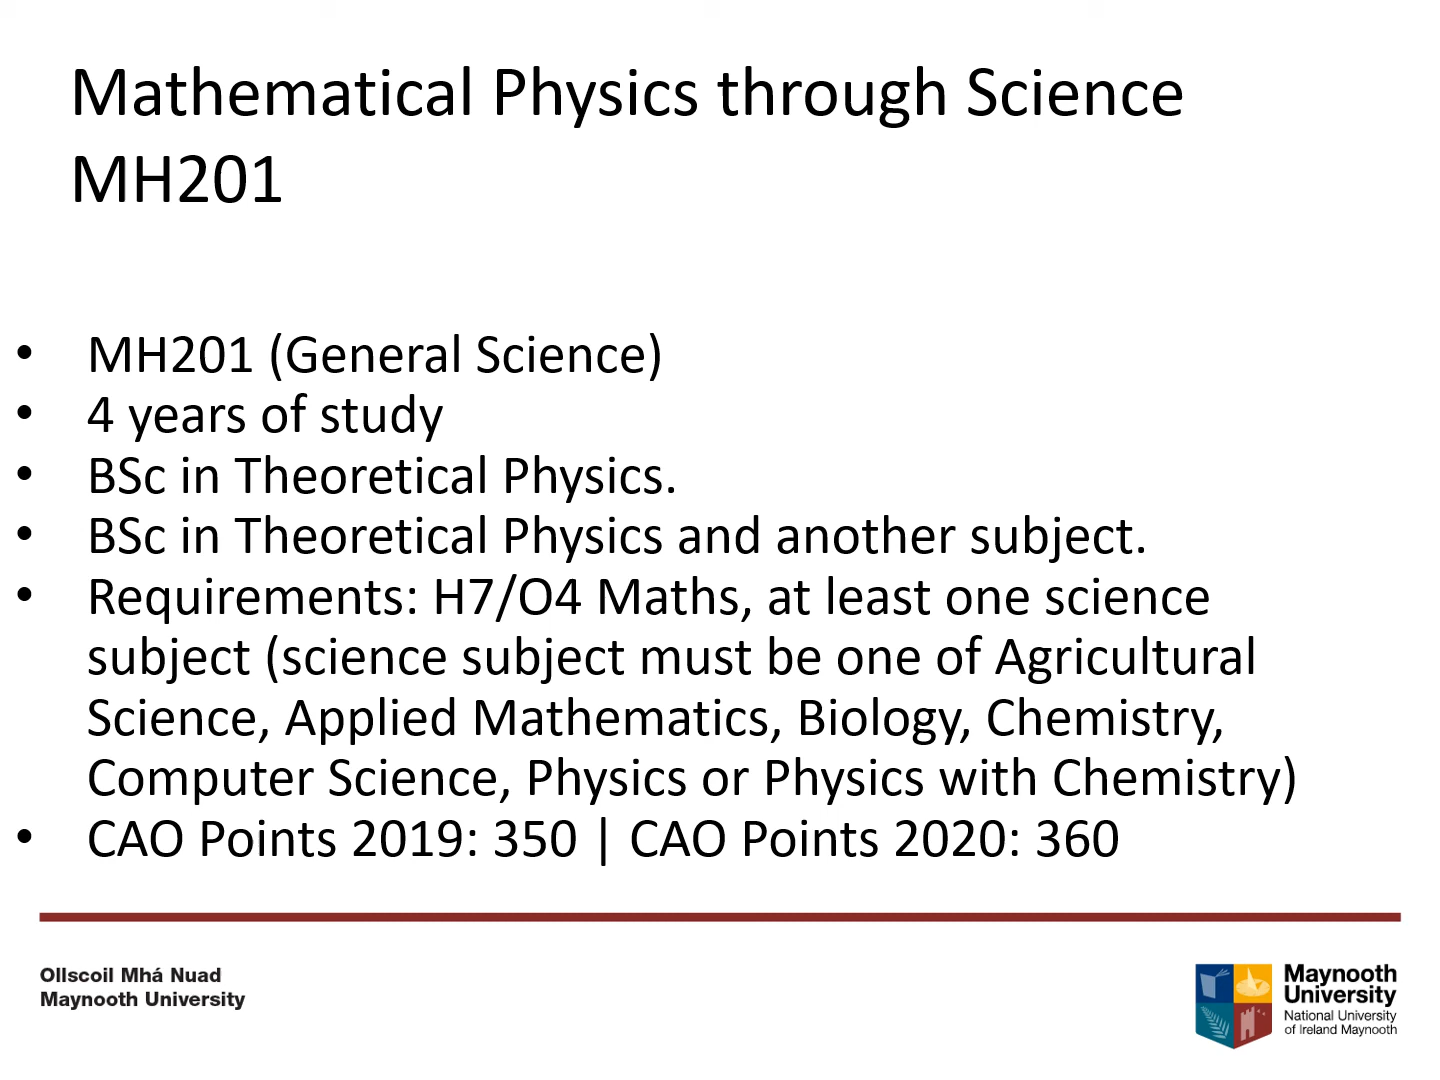 Mathematical Physics through Science
MH201
• MH201 (General Science)
• 4 years of study
• BSc in Theoretical Physics.
• BSc in Theoretical Physics and another subject.
• Requirements: H7/O4 Maths, at least one science
subject (science subject must be one of Agricultural
Science, Applied Mathematics, Biology, Chemistry,
Computer Science, Physics or Physics with Chemistry)
• CAO Points 2019: 350 | CAO Points 2020: 360
Ollscoil Mhá Nuad
Maynooth University
Maynooth
University
National University
of Ireland Maynooth